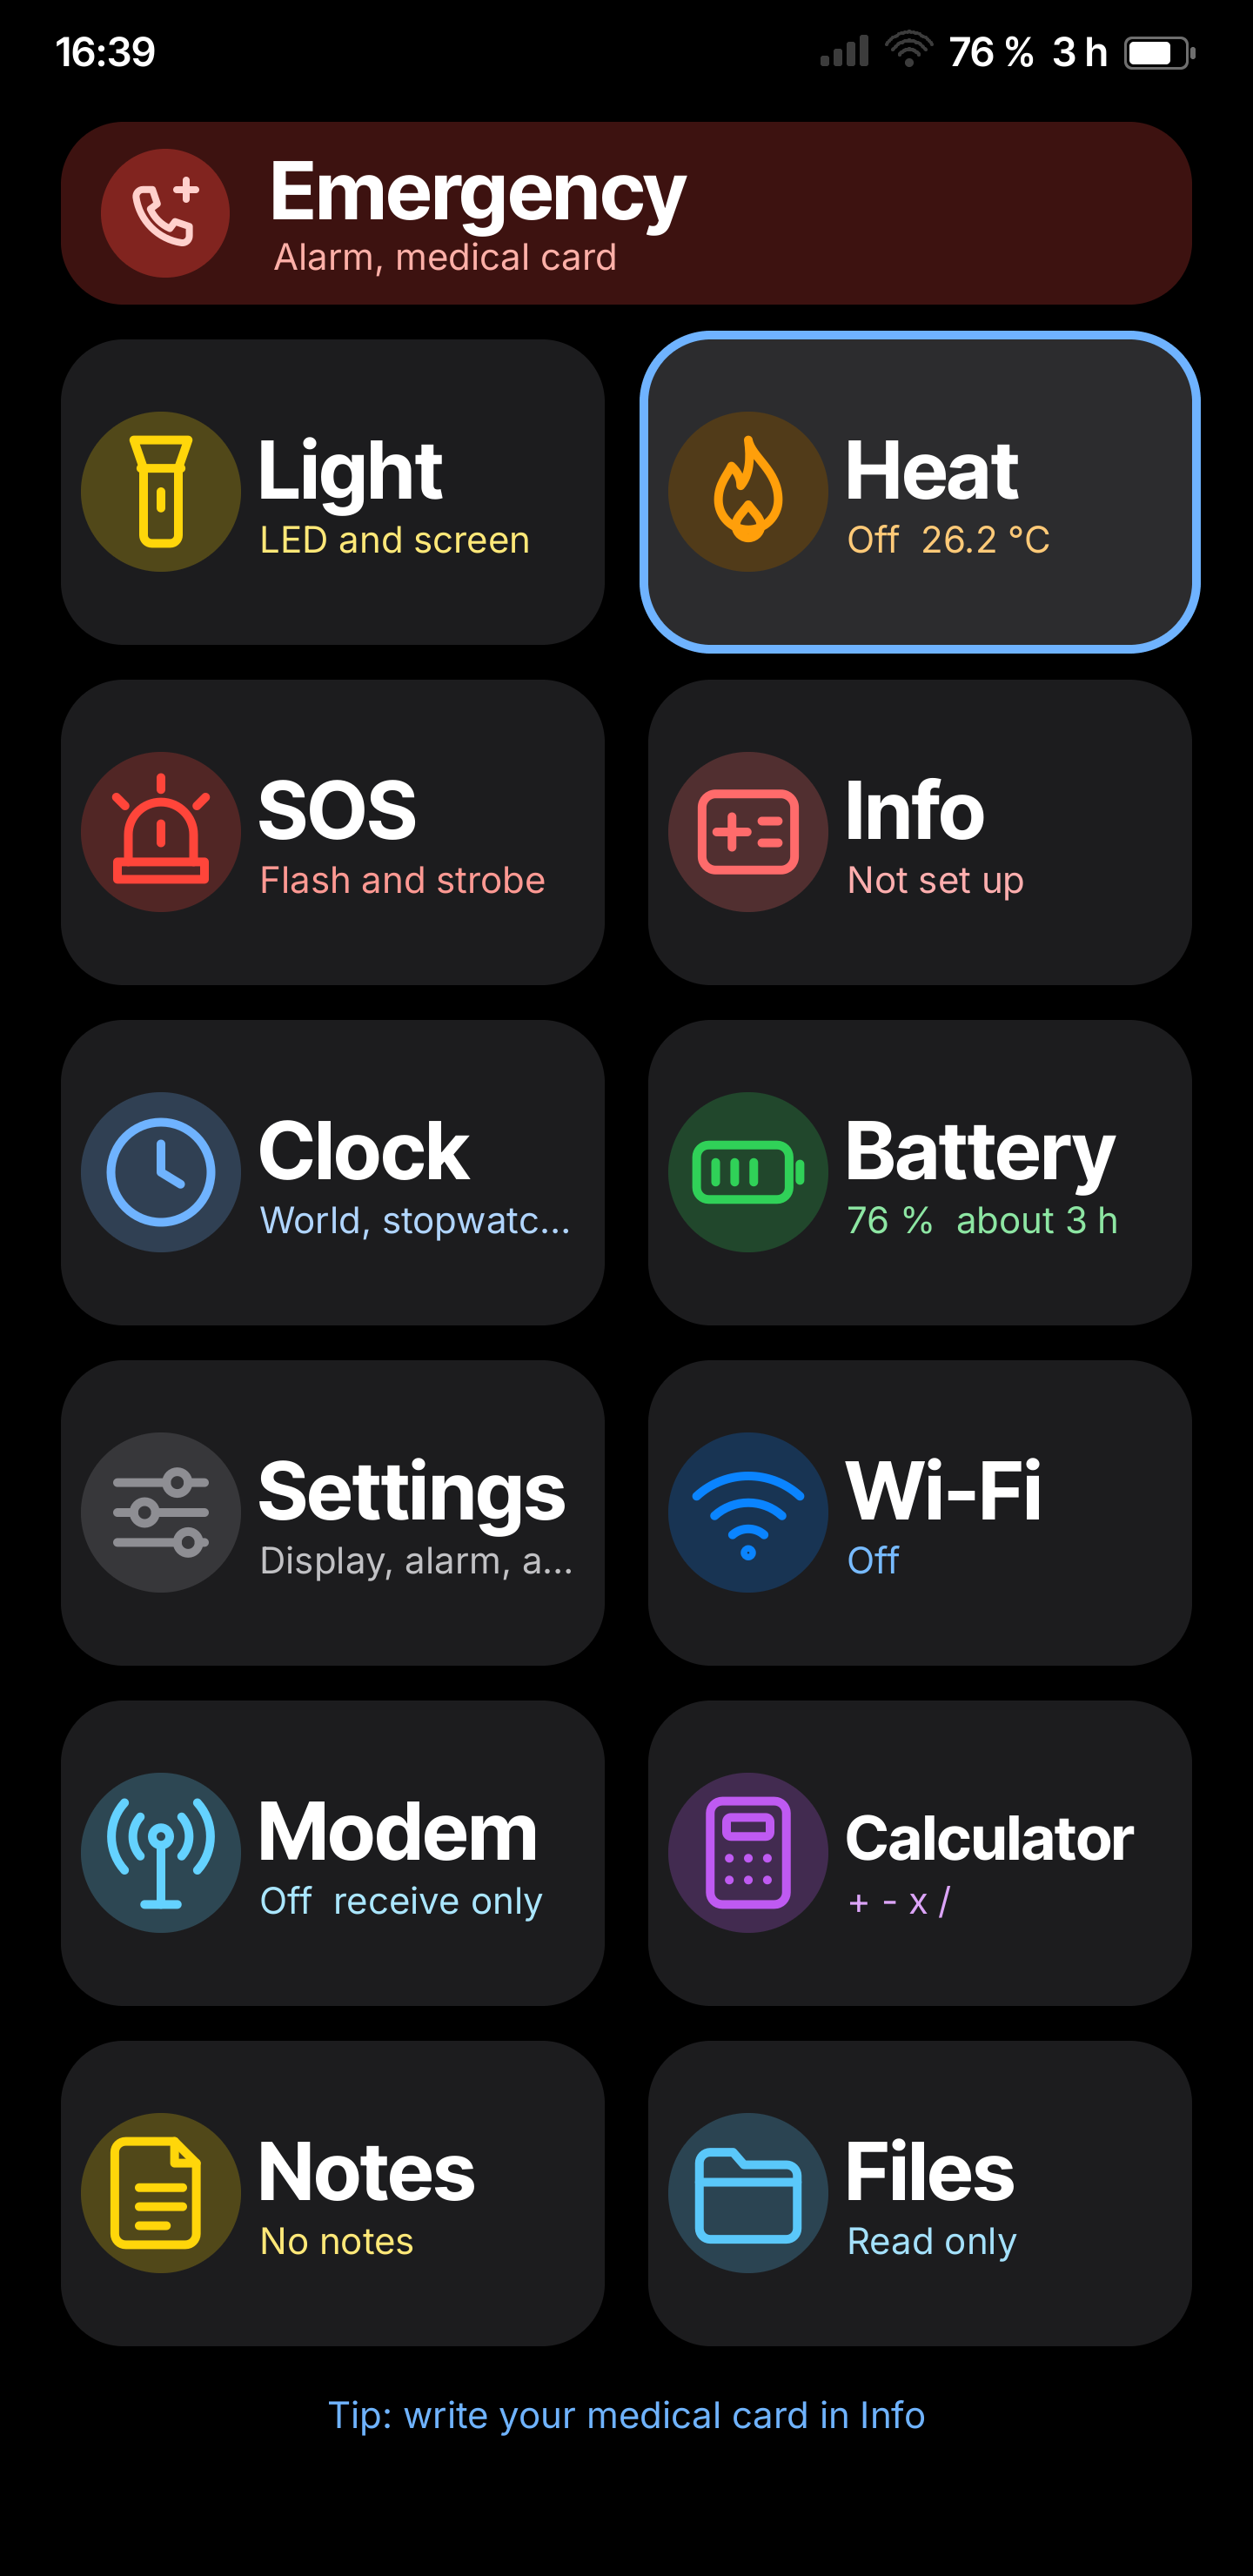 16:39
76 % 3 h
Emergency
Alarm, medical card
Light
LED and screen
Heat
Off 26.2 °C
SOS
Flash and strobe
Info
Not set up
Clock
World, stopwatc...
Battery
76 % about 3 h
Settings
Display, alarm, a...
Wi-Fi
Off
Modem
Off receive only
Calculator
+ - x /
Notes
No notes
Files
Read only
Tip: write your medical card in Info